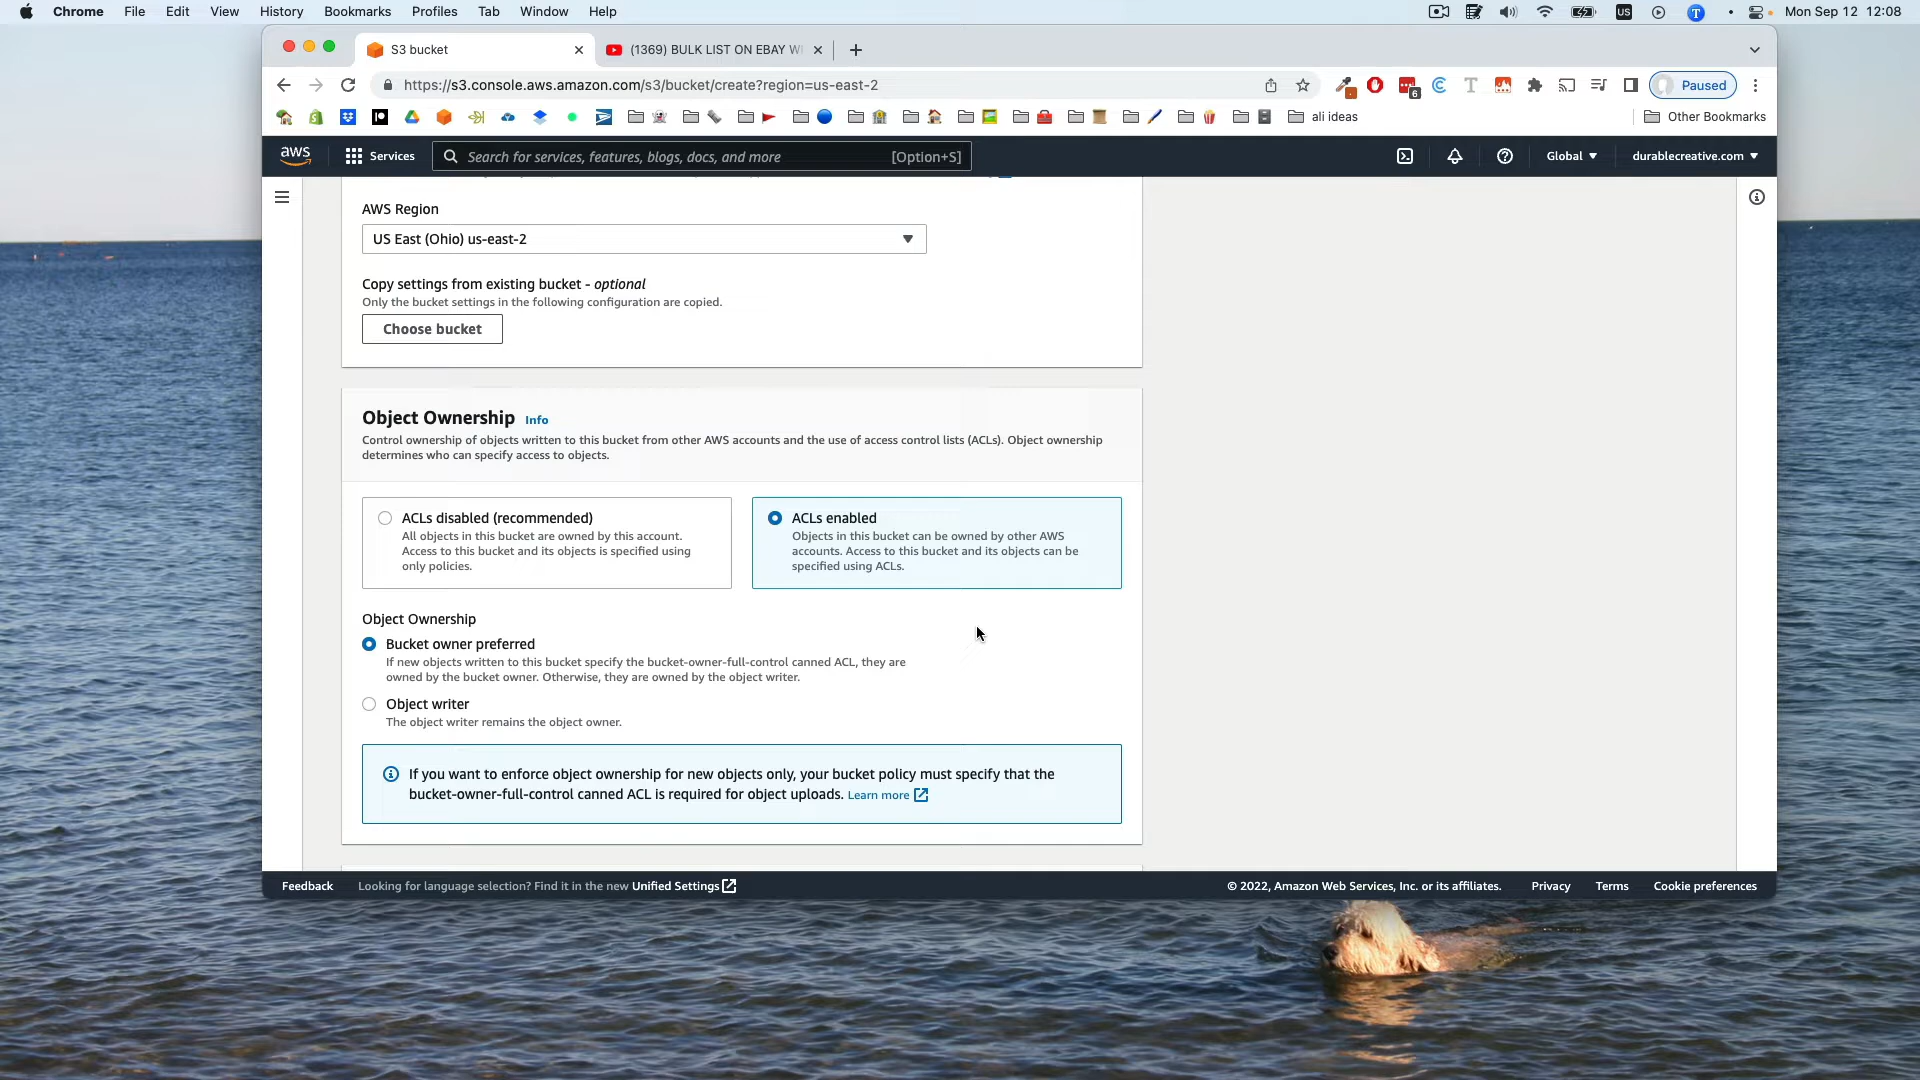 Chrome File Edit View History Bookmarks Profiles Tab Window Help US T Mon Sep 12 12:08
S3 bucket (1369) BULK LIST ON EBAY W
https://s3.console.aws.amazon.com/s3/bucket/create?region=us-east-2 6 Paused
ali ideas Other Bookmarks
aws Services Search for services, features, blogs, docs, and more [Option+S] Global durablecreative.com
AWS Region
US East (Ohio) us-east-2
Copy settings from existing bucket - optional
Only the bucket settings in the following configuration are copied.
Choose bucket
Object Ownership Info
Control ownership of objects written to this bucket from other AWS accounts and the use of access control lists (ACLs). Object ownership
determines who can specify access to objects.
ACLs disabled (recommended)
All objects in this bucket are owned by this account.
Access to this bucket and its objects is specified using
only policies.
ACLs enabled
Objects in this bucket can be owned by other AWS
accounts. Access to this bucket and its objects can be
specified using ACLs.
Object Ownership
Bucket owner preferred
If new objects written to this bucket specify the bucket-owner-full-control canned ACL, they are
owned by the bucket owner. Otherwise, they are owned by the object writer.
Object writer
The object writer remains the object owner.
If you want to enforce object ownership for new objects only, your bucket policy must specify that the
bucket-owner-full-control canned ACL is required for object uploads. Learn more
Feedback Looking for language selection? Find it in the new Unified Settings © 2022, Amazon Web Services, Inc. or its affiliates. Privacy Terms Cookie preferences